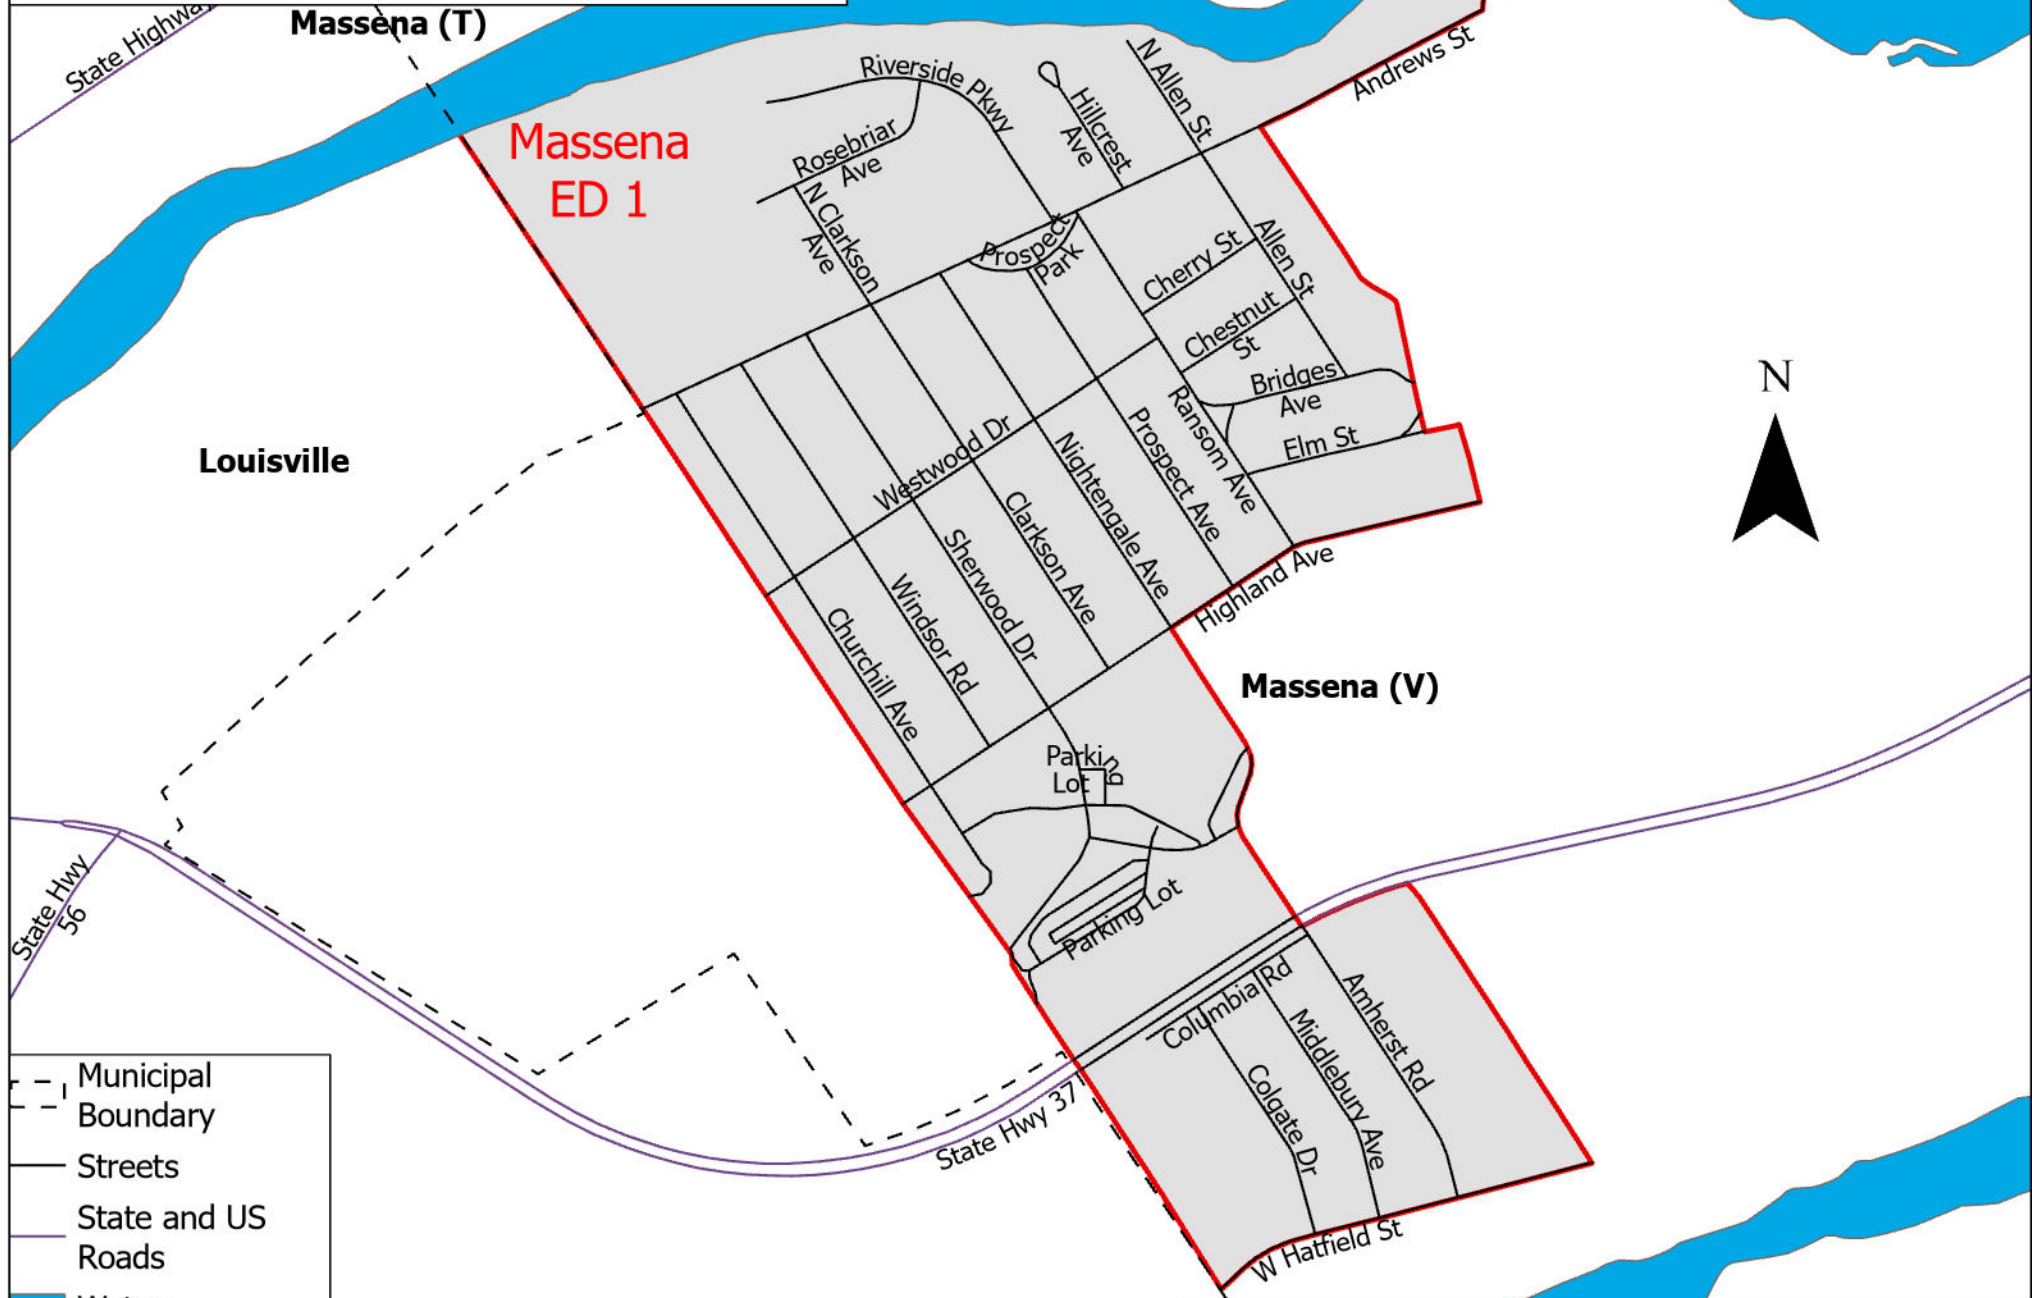 Massena (T)
State Highway
Andrews St
N Allen St
Riverside Pkwy
Hillcrest
Ave
Massena
ED 1
Rosebriar
Ave
N Clarkson
Ave
Prospect
Park
Cherry St
Allen St
Chestnut
St
Bridges
Ave
N
Ransom Ave
Elm St
Westwood Dr
Louisville
Prospect Ave
Nightengale Ave
Clarkson Ave
Sherwood Dr
Windsor Rd
Churchill Ave
Highland Ave
Massena (V)
Parking
Lot
Parking Lot
State Hwy
56
Columbia Rd
Amherst Rd
Middlebury Ave
Colgate Dr
State Hwy 37
W Hatfield St
Municipal
Boundary
Streets
State and US
Roads